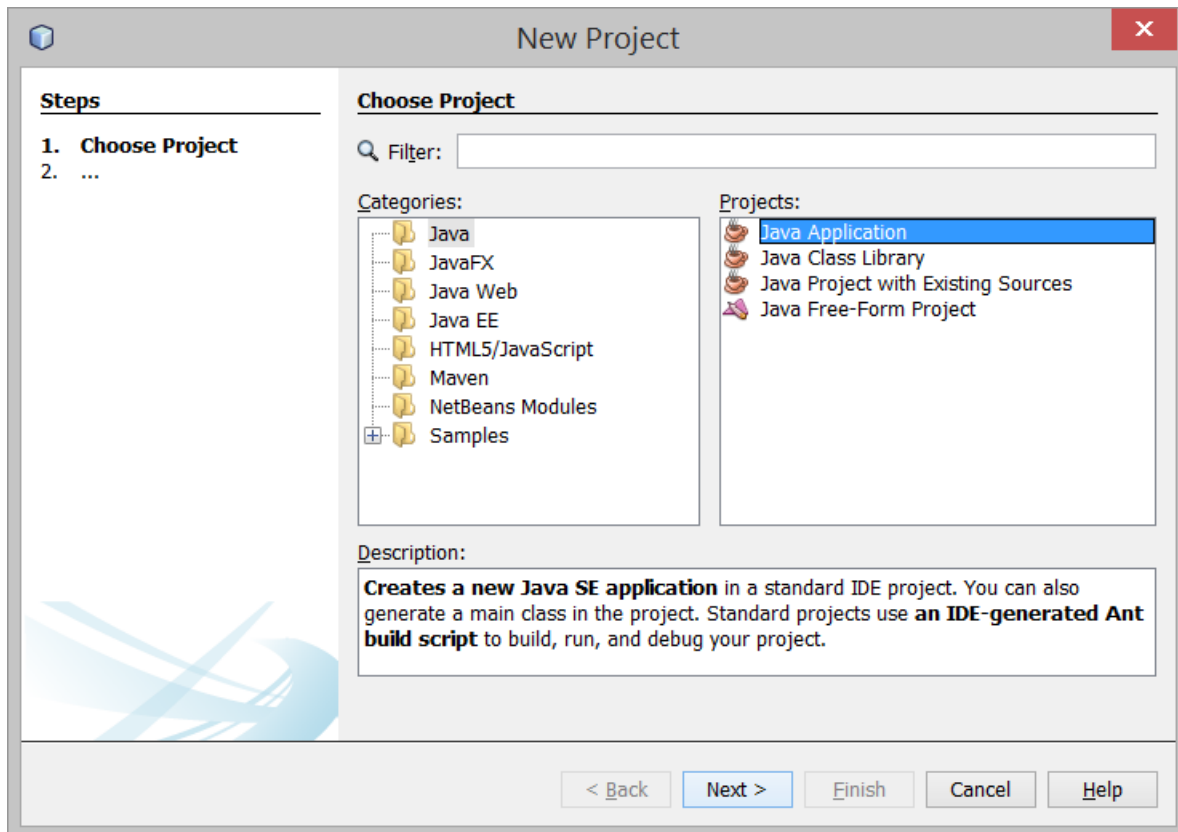 New Project
Steps
1. Choose Project
2. ...
Choose Project
Filter:
Categories:
Java
JavaFX
Java Web
Java EE
HTML5/JavaScript
Maven
NetBeans Modules
Samples
Projects:
Java Application
Java Class Library
Java Project with Existing Sources
Java Free-Form Project
Description:
Creates a new Java SE application in a standard IDE project. You can also
generate a main class in the project. Standard projects use an IDE-generated Ant
build script to build, run, and debug your project.
< Back Next > Finish Cancel Help